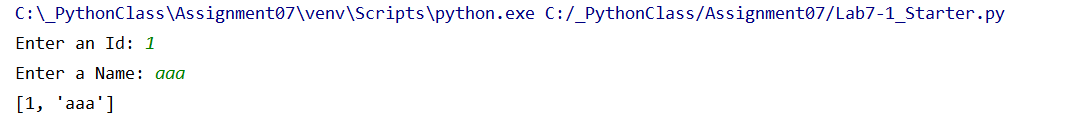 C:\_PythonClass\Assignment07\venv\Scripts\python.exe C:/_PythonClass/Assignment07/Lab7-1_Starter.py
Enter an Id: 1
Enter a Name: aaa
[1, 'aaa']